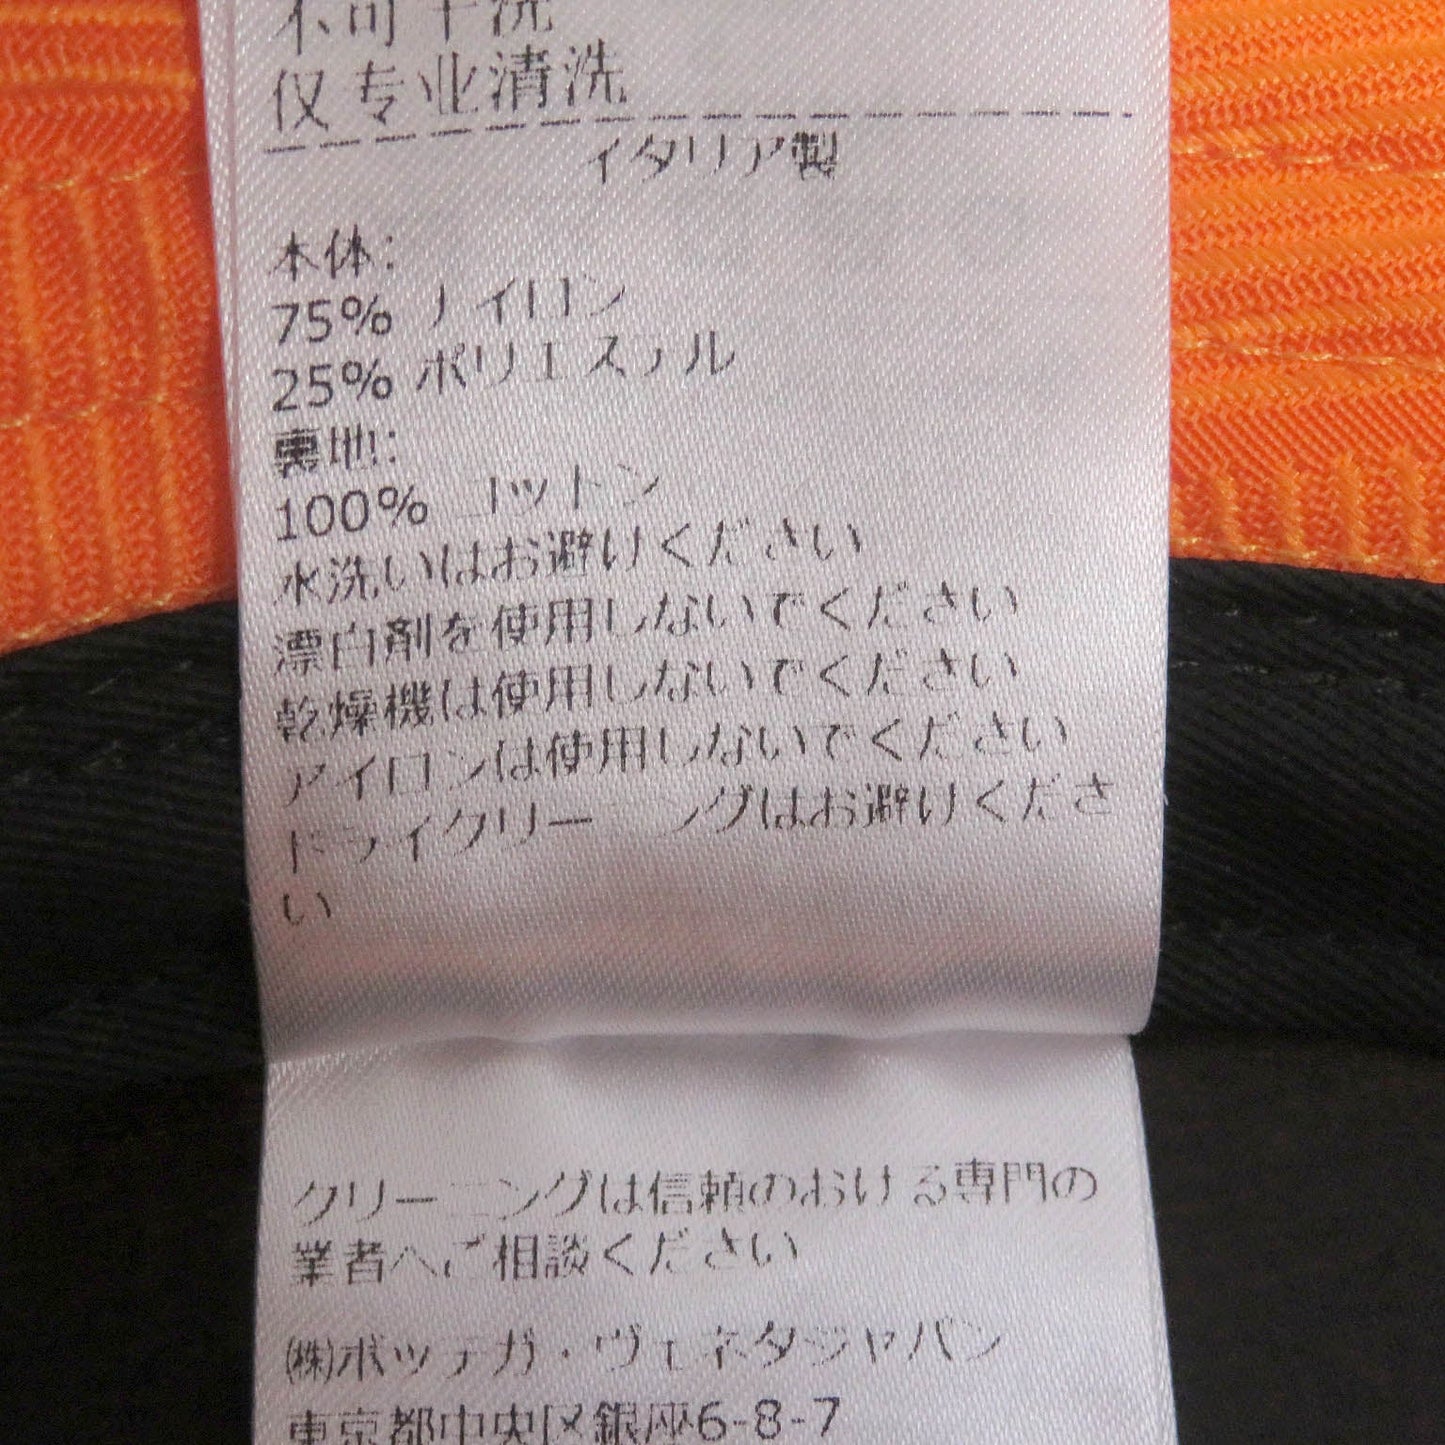 不可干洗
仅专业清洗
イタリア製
本体:
75% ナイロン
25% ポリエステル
裏地:
100% コットン
水洗いはお避けください
漂白剤を使用しないでください
乾燥機は使用しないでください
アイロンは使用しないでください
ドライクリーニングはお避けくださ
い
クリーニングは信頼のおける専門の
業者へご相談ください
(株)ボッテガ・ヴェネタジャパン
東京都中央区銀座6-8-7